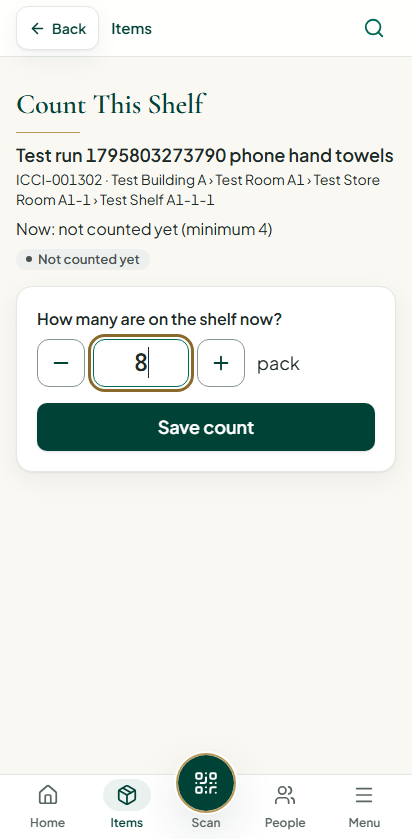 Back
Items
Count This Shelf
Test run 1795803273790 phone hand towels
ICCI-001302 · Test Building A › Test Room A1 › Test Store
Room A1-1 › Test Shelf A1-1-1
Now: not counted yet (minimum 4)
Not counted yet
How many are on the shelf now?
8
pack
Save count
Home
Items
Scan
People
Menu